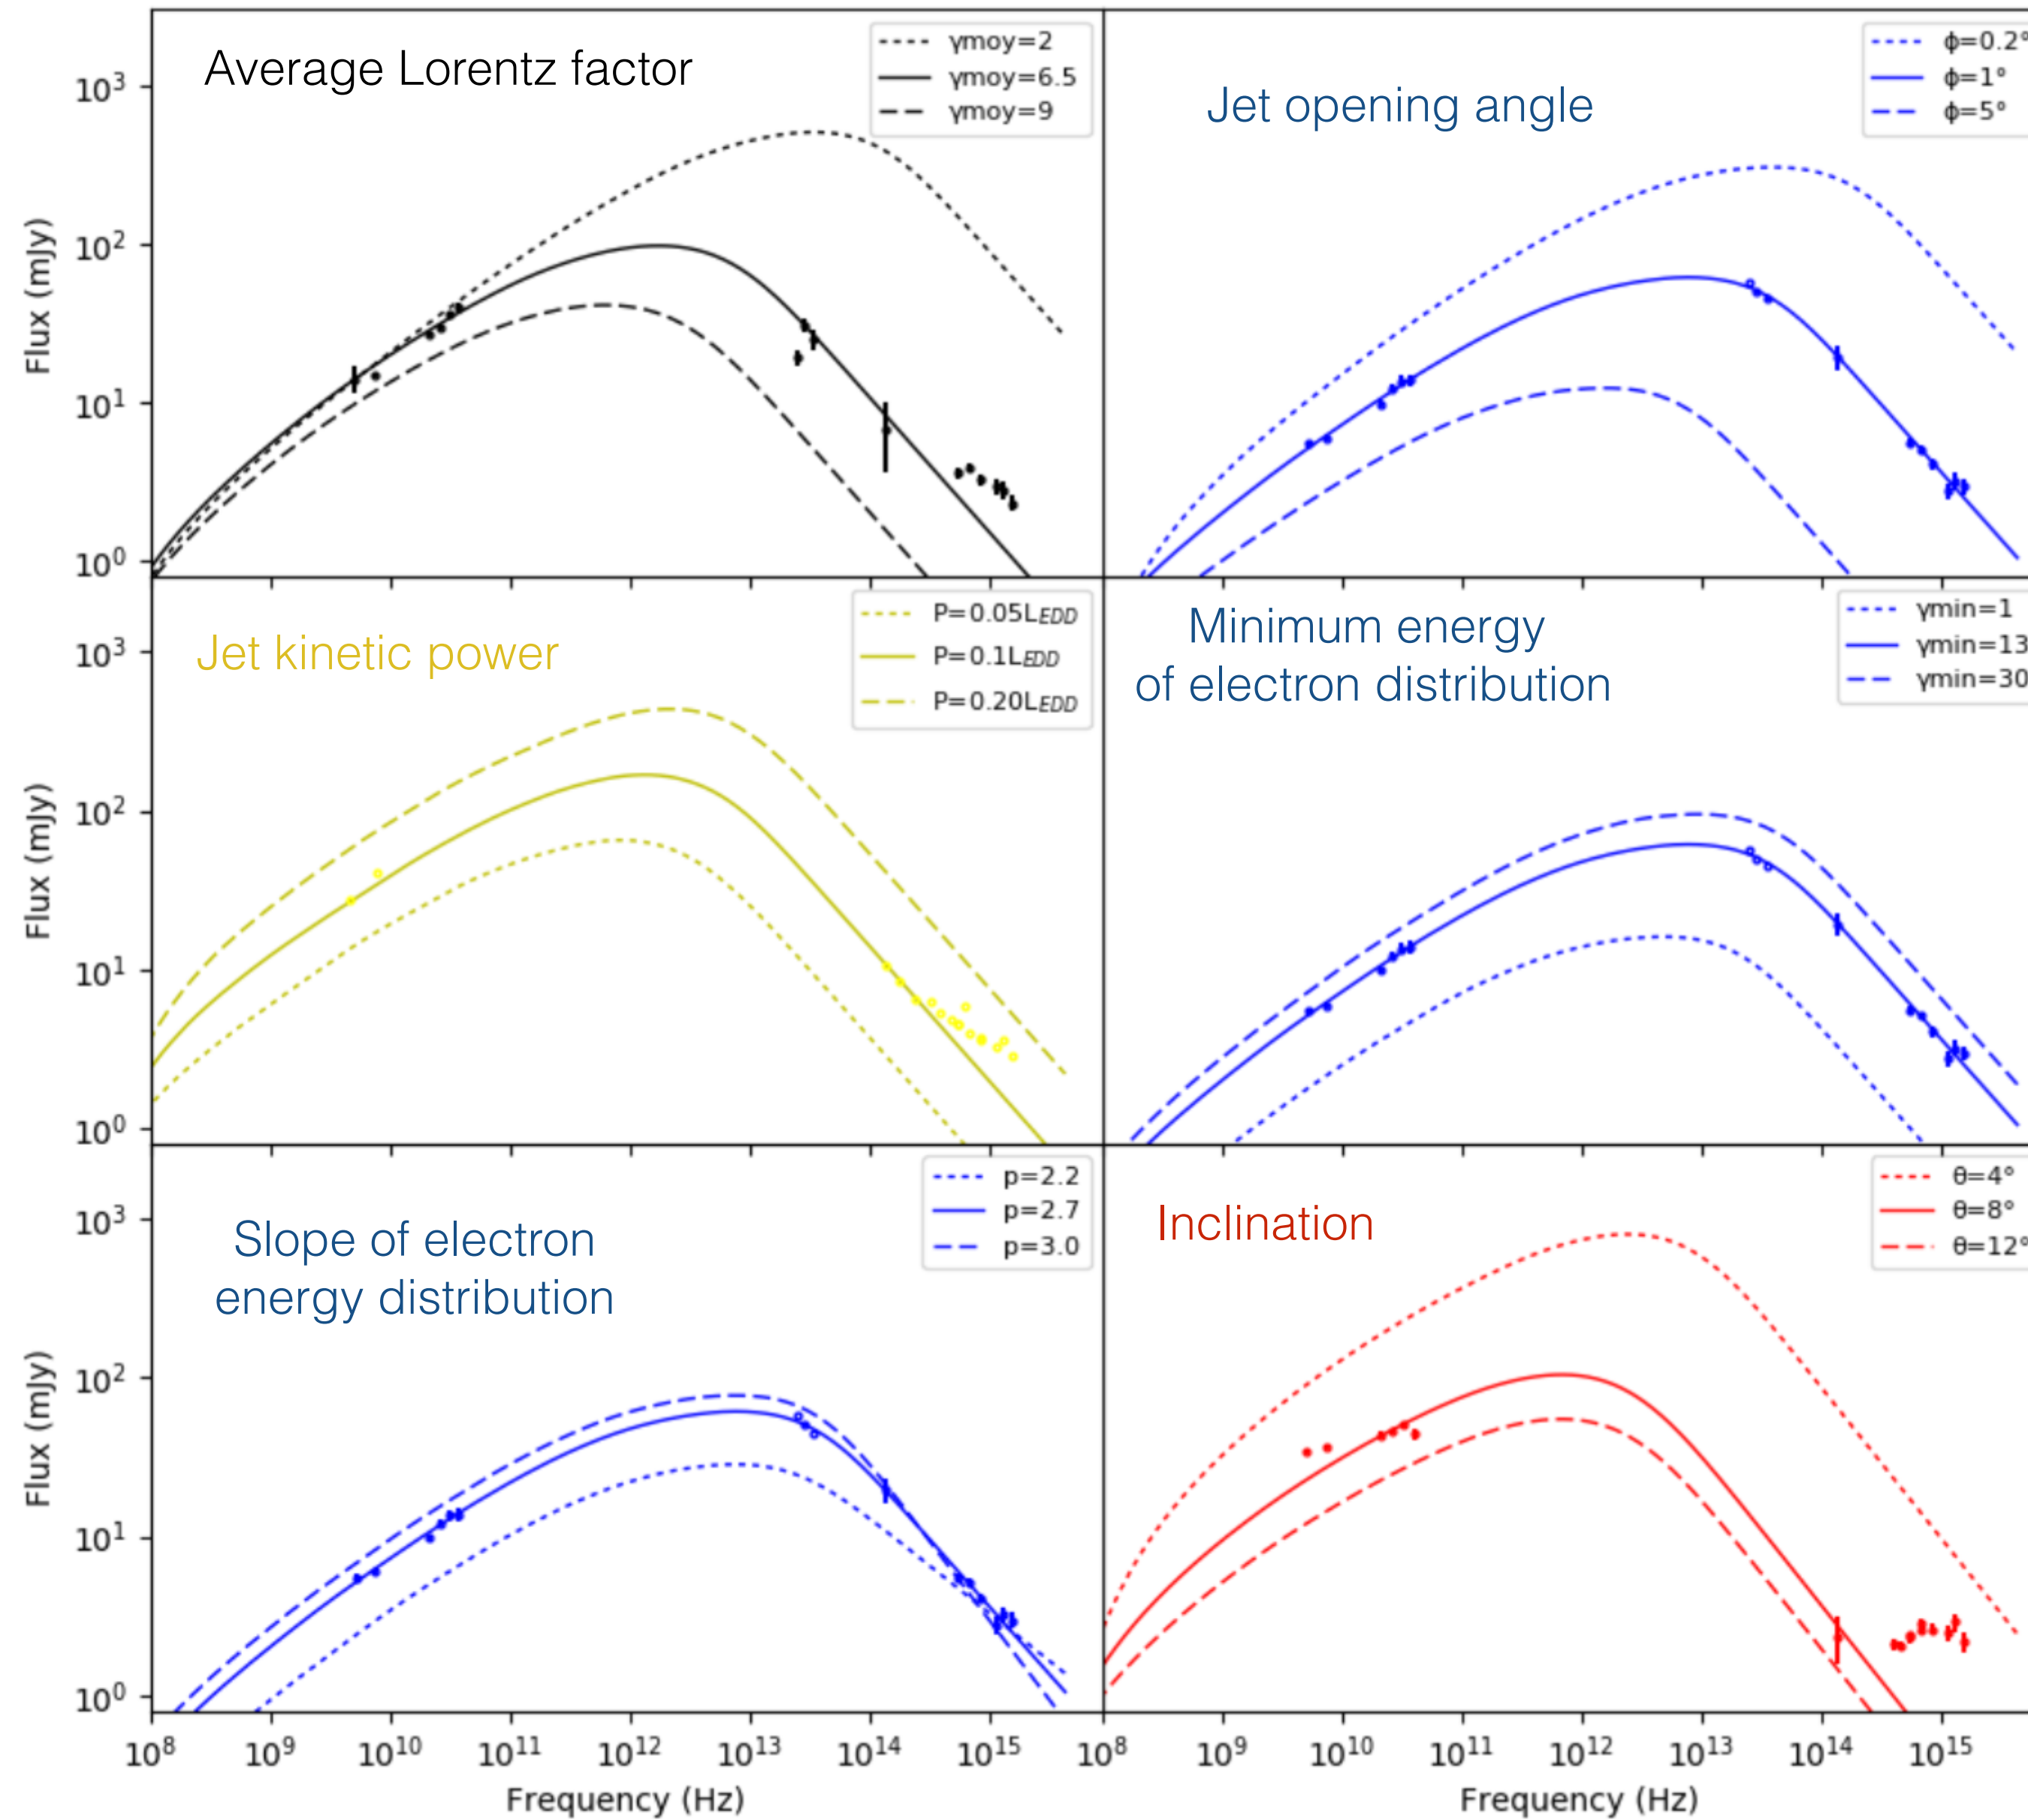 Average Lorentz factor
γmoy=2
γmoy=6.5
γmoy=9
Jet opening angle
ϕ=0.2°
ϕ=1°
ϕ=5°
10³
10²
10¹
10⁰
Flux (mJy)
Jet kinetic power
P=0.05L_EDD
P=0.1L_EDD
P=0.20L_EDD
Minimum energy
of electron distribution
γmin=1
γmin=13
γmin=30
10³
10²
10¹
10⁰
Flux (mJy)
Slope of electron
energy distribution
p=2.2
p=2.7
p=3.0
Inclination
θ=4°
θ=8°
θ=12°
10³
10²
10¹
10⁰
Flux (mJy)
10⁸ 10⁹ 10¹⁰ 10¹¹ 10¹² 10¹³ 10¹⁴ 10¹⁵ 10⁸ 10⁹ 10¹⁰ 10¹¹ 10¹² 10¹³ 10¹⁴ 10¹⁵
Frequency (Hz) Frequency (Hz)